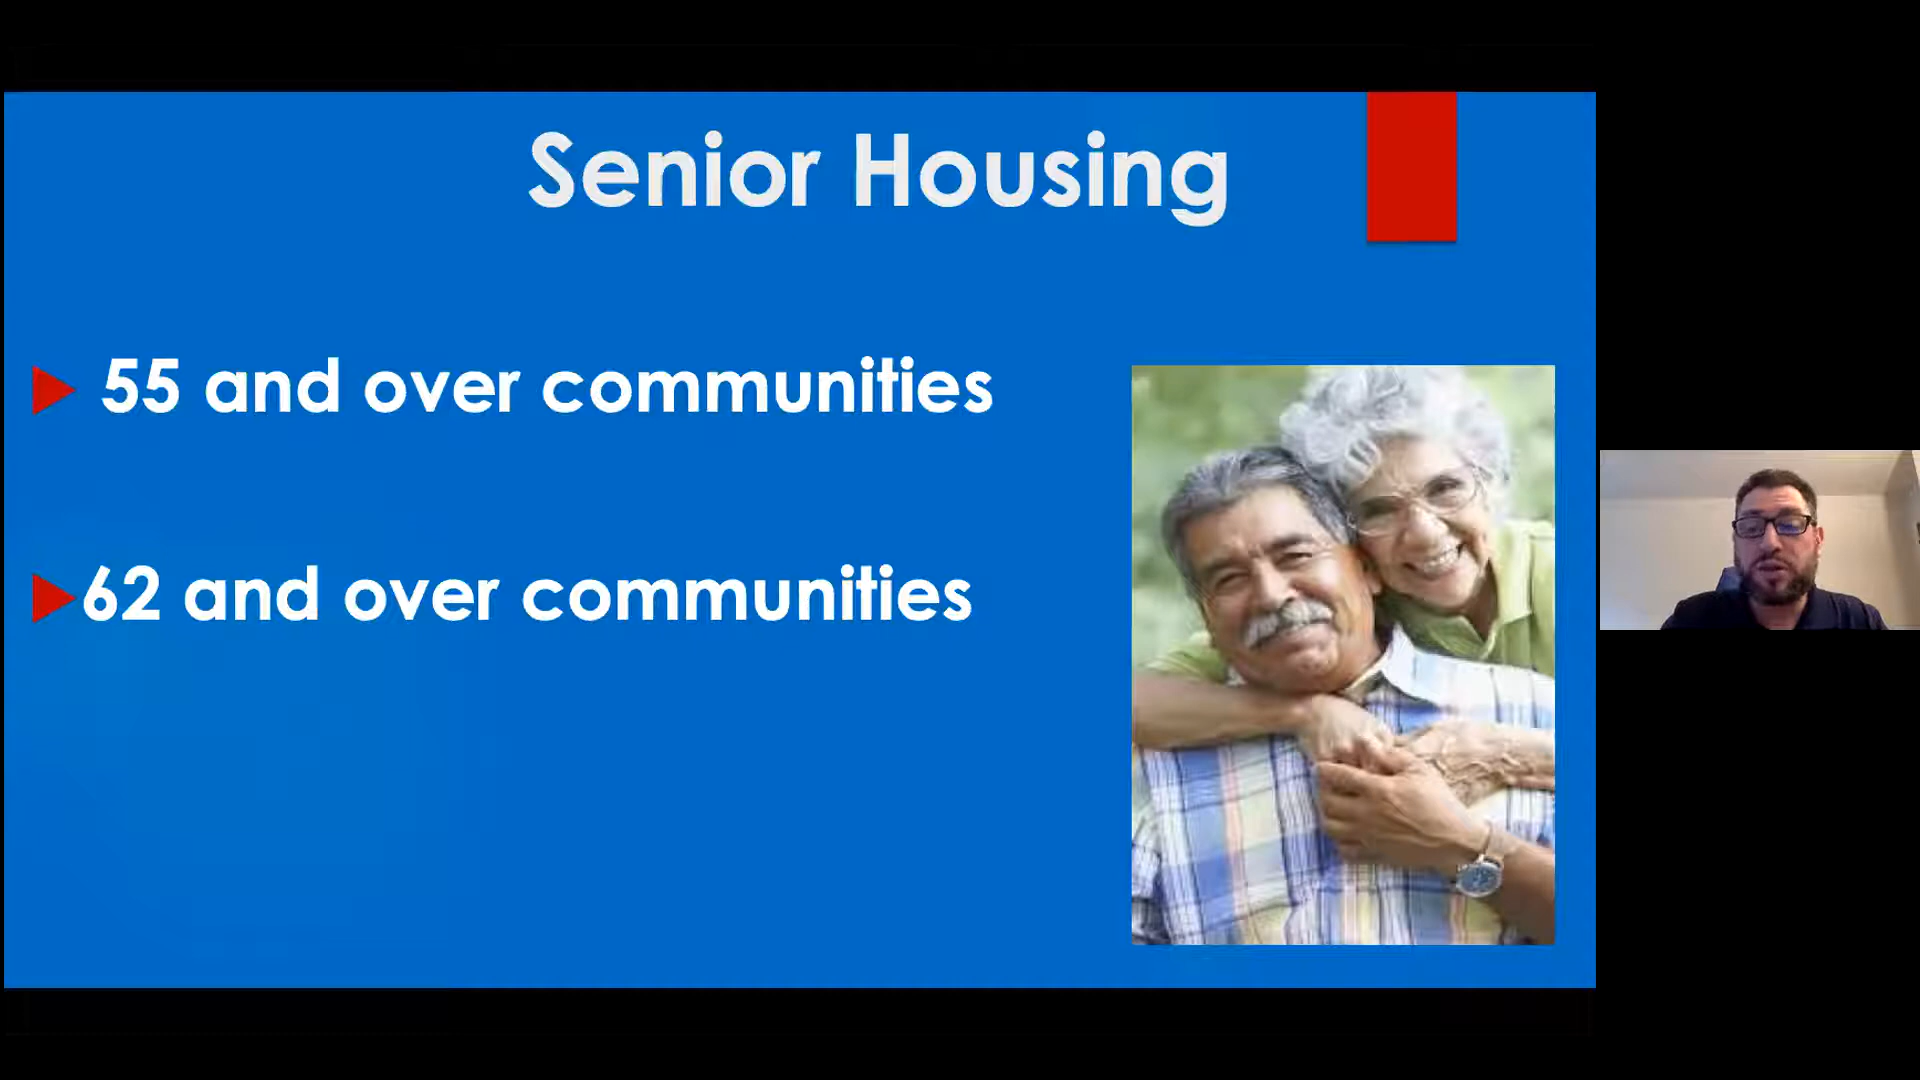 Senior Housing
55 and over communities
62 and over communities